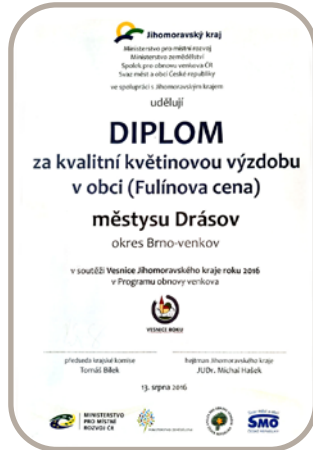 Jihomoravský kraj
Ministerstvo pro místní rozvoj
Ministerstvo zemědělství
Spolek pro obnovu venkova ČR
Svaz měst a obcí České republiky
ve spolupráci s Jihomoravským krajem
udělují
DIPLOM
za kvalitní květinovou výzdobu
v obci (Fulínova cena)
městysu Drásov
okres Brno-venkov
v soutěži Vesnice Jihomoravského kraje roku 2016
v Programu obnovy venkova
VESNICE ROKU
předseda krajské komise
Tomáš Bílek
hejtman Jihomoravského kraje
JUDr. Michal Hašek
13. srpna 2016
MINISTERSTVO
PRO MÍSTNÍ
ROZVOJ ČR
SMO